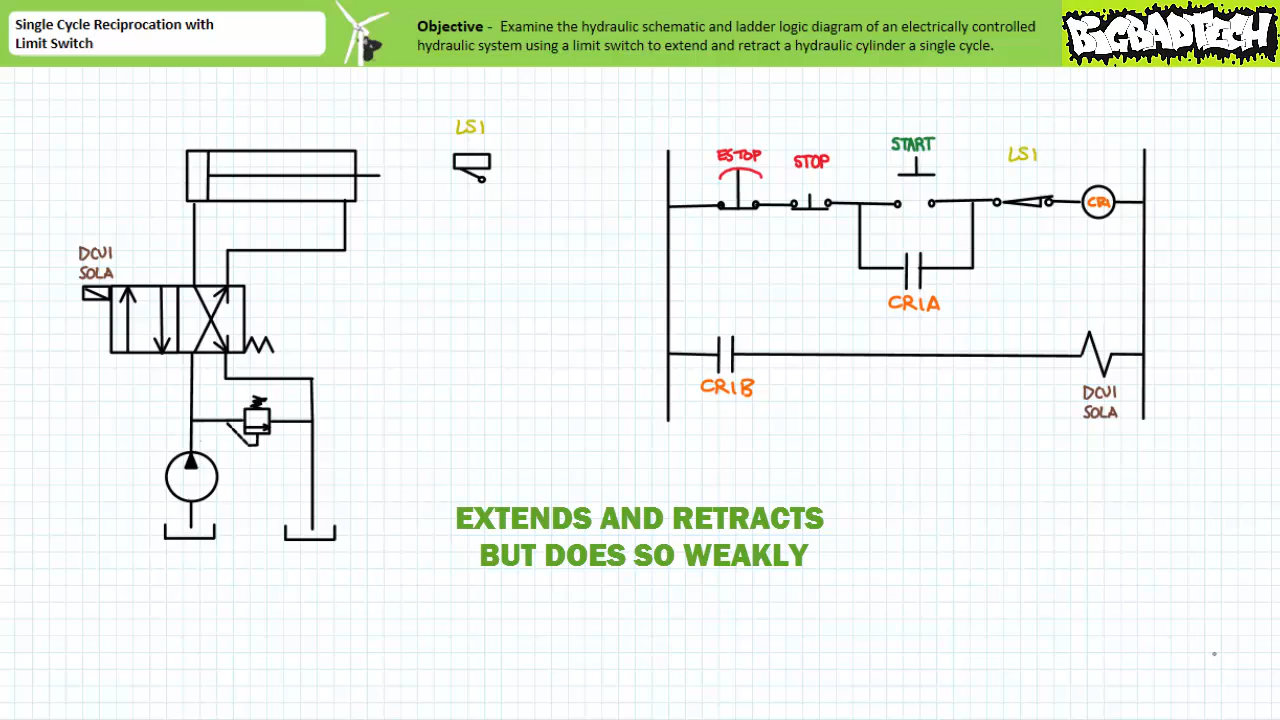 Single Cycle Reciprocation with
Limit Switch
Objective - Examine the hydraulic schematic and ladder logic diagram of an electrically controlled
hydraulic system using a limit switch to extend and retract a hydraulic cylinder a single cycle.
BIGBADTECH
LS1
DCV1
SOLA
ESTOP
STOP
START
LS1
CR1
CR1A
CR1B
DCV1
SOLA
EXTENDS AND RETRACTS
BUT DOES SO WEAKLY